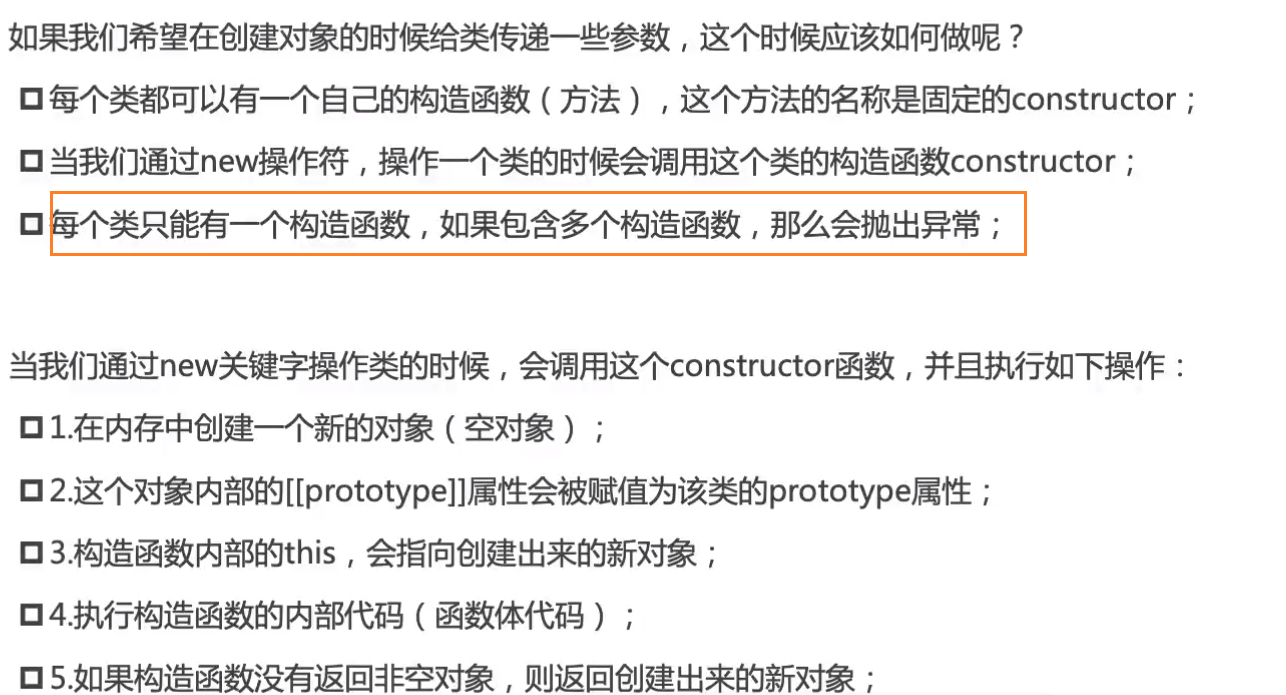 如果我们希望在创建对象的时候给类传递一些参数，这个时候应该如何做呢？
每个类都可以有一个自己的构造函数（方法），这个方法的名称是固定的constructor；
当我们通过new操作符，操作一个类的时候会调用这个类的构造函数constructor；
每个类只能有一个构造函数，如果包含多个构造函数，那么会抛出异常；
当我们通过new关键字操作类的时候，会调用这个constructor函数，并且执行如下操作：
1.在内存中创建一个新的对象（空对象）；
2.这个对象内部的[[prototype]]属性会被赋值为该类的prototype属性；
3.构造函数内部的this，会指向创建出来的新对象；
4.执行构造函数的内部代码（函数体代码）；
5.如果构造函数没有返回非空对象，则返回创建出来的新对象；